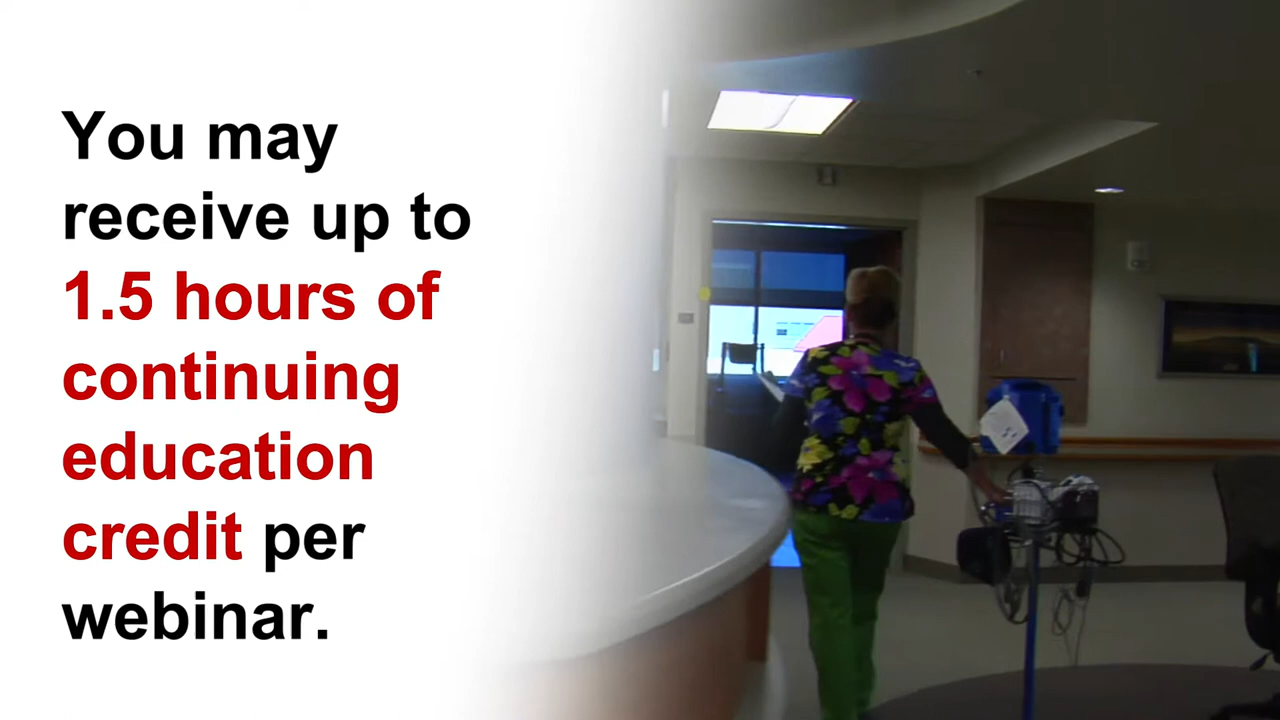 You may
receive up to
1.5 hours of
continuing
education
credit per
webinar.